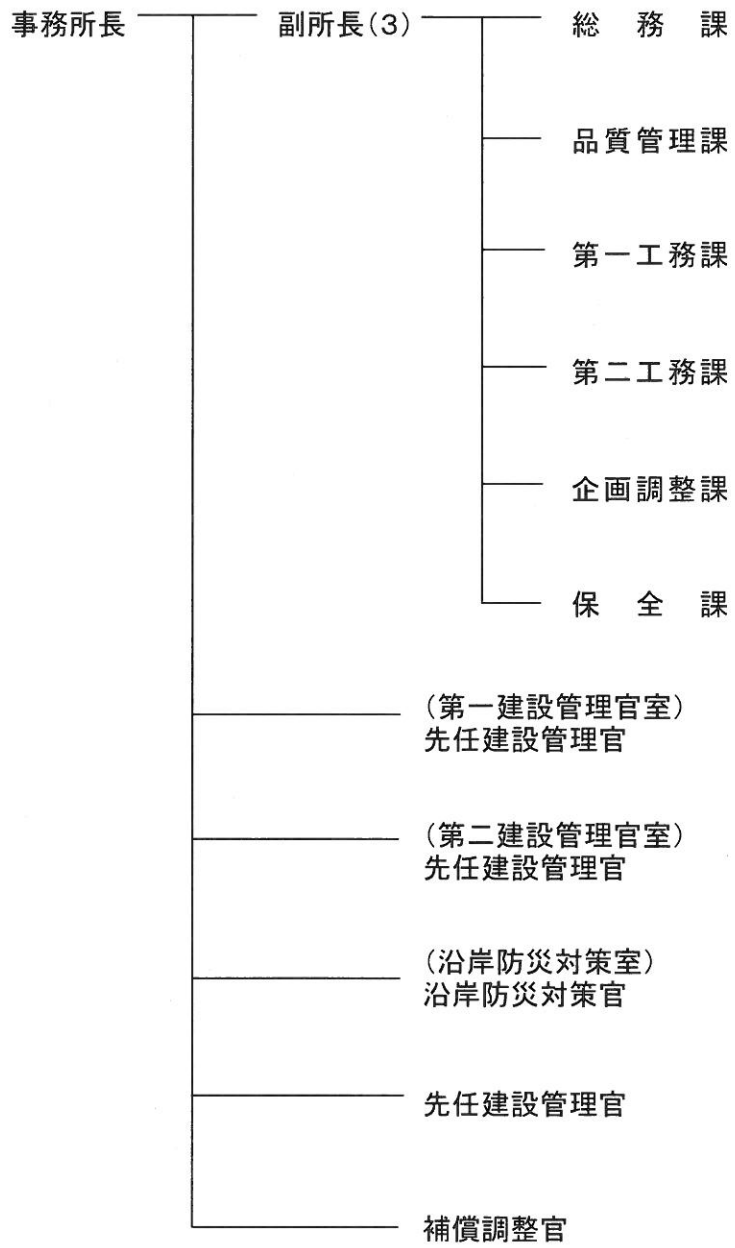 事務所長 副所長(3) 総務課
品質管理課
第一工務課
第二工務課
企画調整課
保全課
(第一建設管理官室)
先任建設管理官
(第二建設管理官室)
先任建設管理官
(沿岸防災対策室)
沿岸防災対策官
先任建設管理官
補償調整官